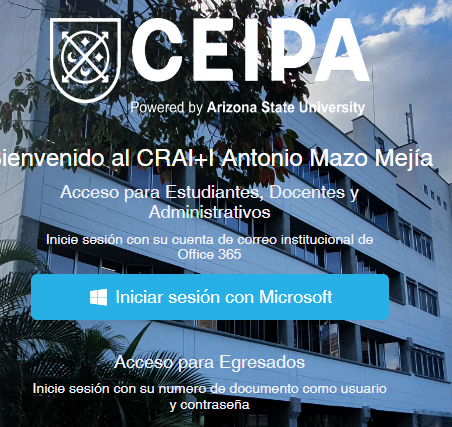 CEIPA
Powered by Arizona State University
Bienvenido al CRAI+I Antonio Mazo Mejía
Acceso para Estudiantes, Docentes y
Administrativos
Inicie sesión con su cuenta de correo institucional de
Office 365
Iniciar sesión con Microsoft
Acceso para Egresados
Inicie sesión con su numero de documento como usuario
y contraseña